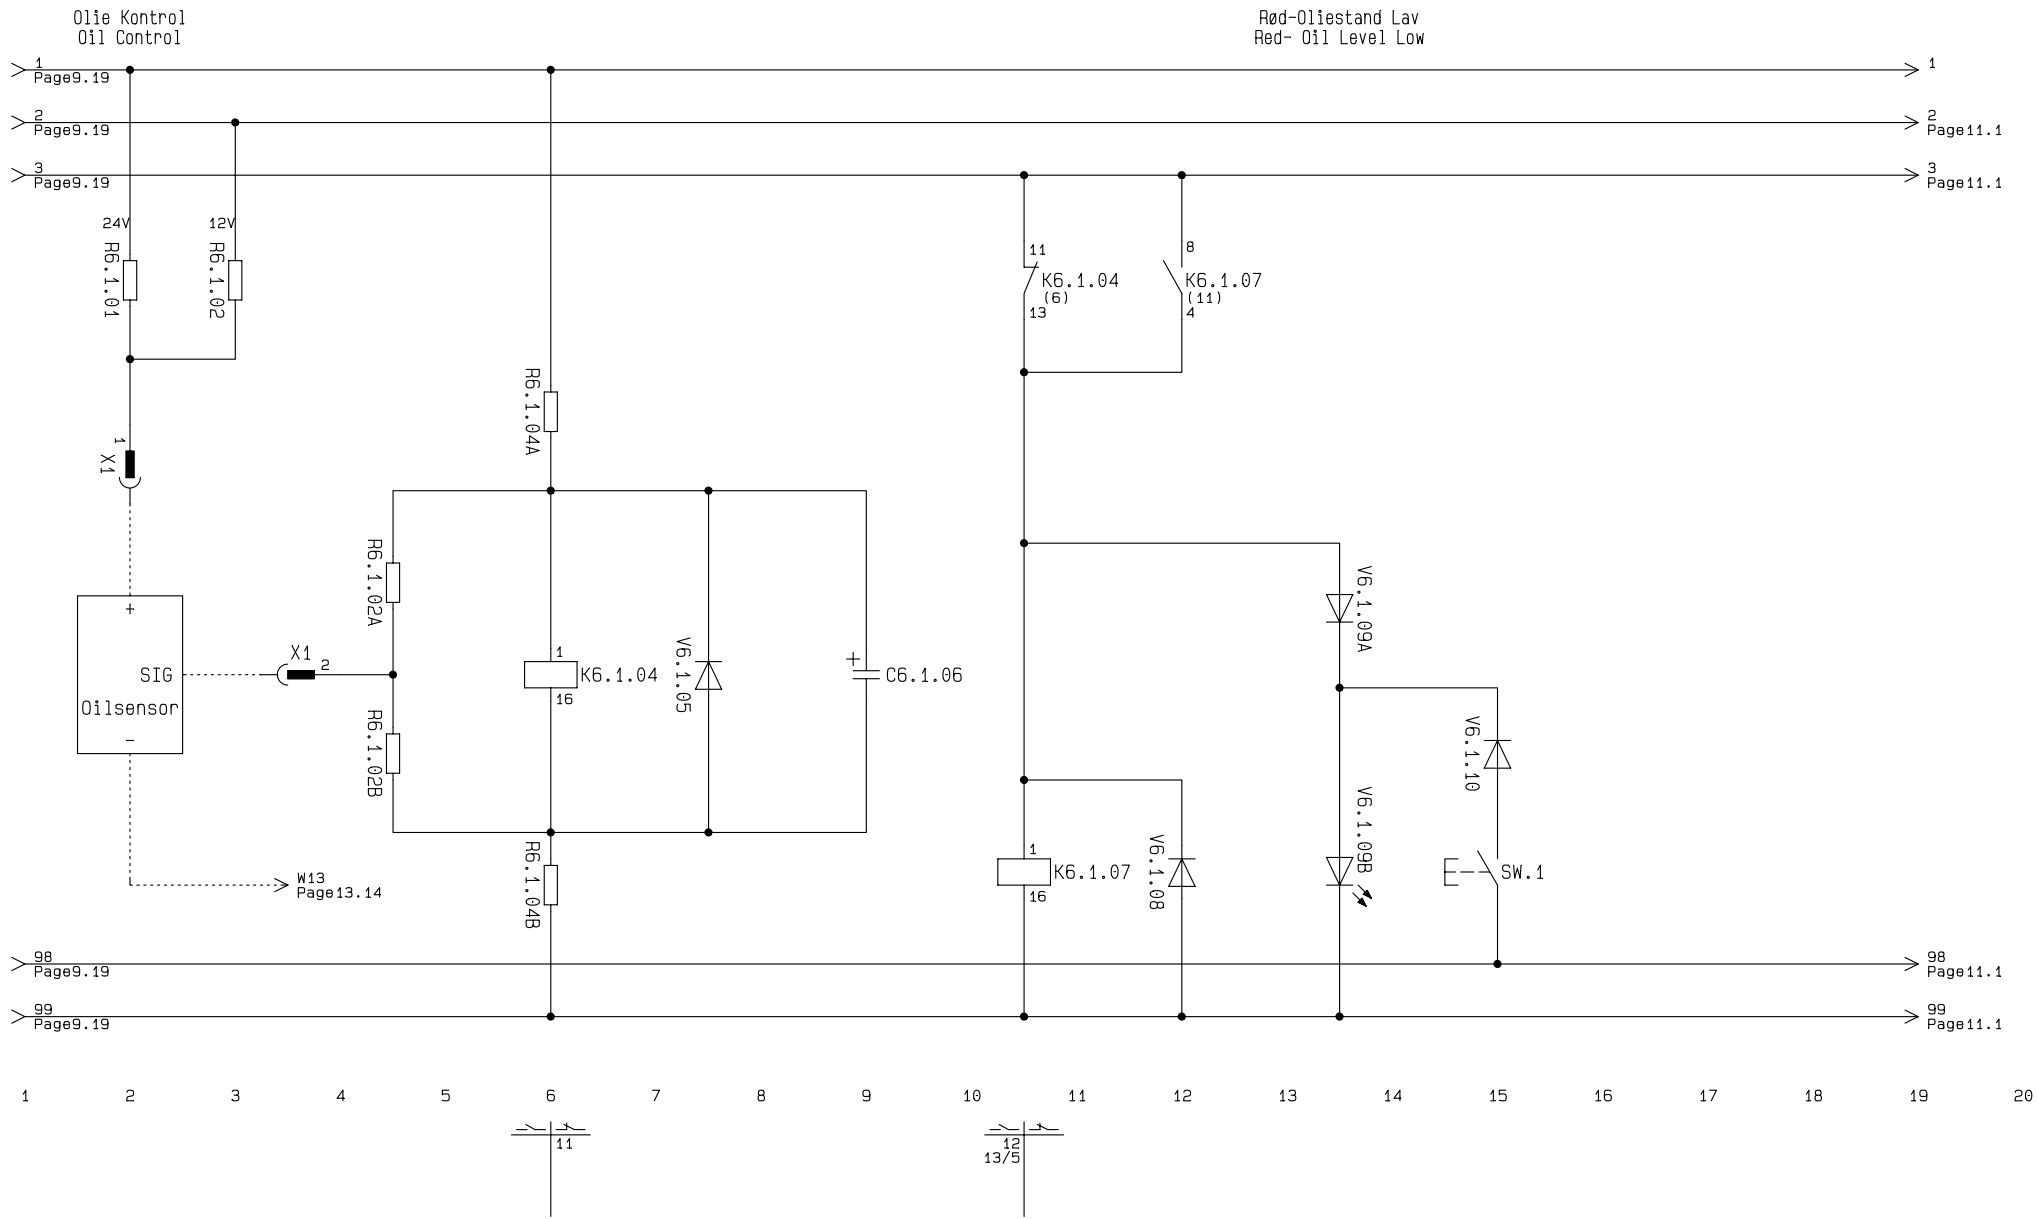 Olie Kontrol
Oil Control
Rød-Oliestand Lav
Red- Oil Level Low
1
Page9.19
1
2
Page9.19
2
Page11.1
3
Page9.19
3
Page11.1
24V
R6.1.01
12V
R6.1.02
11
K6.1.04
(6)
13
8
K6.1.07
(11)
4
R6.1.04A
1
X1
R6.1.02A
V6.1.09A
+
SIG
Oilsensor
-
X1
2
1
K6.1.04
16
V6.1.05
+
C6.1.06
R6.1.02B
V6.1.10
V6.1.09B
R6.1.04B
1
K6.1.07
16
V6.1.08
SW.1
W13
Page13.14
98
Page9.19
98
Page11.1
99
Page9.19
99
Page11.1
1 2 3 4 5 6 7 8 9 10 11 12 13 14 15 16 17 18 19 20
11
12
13/5